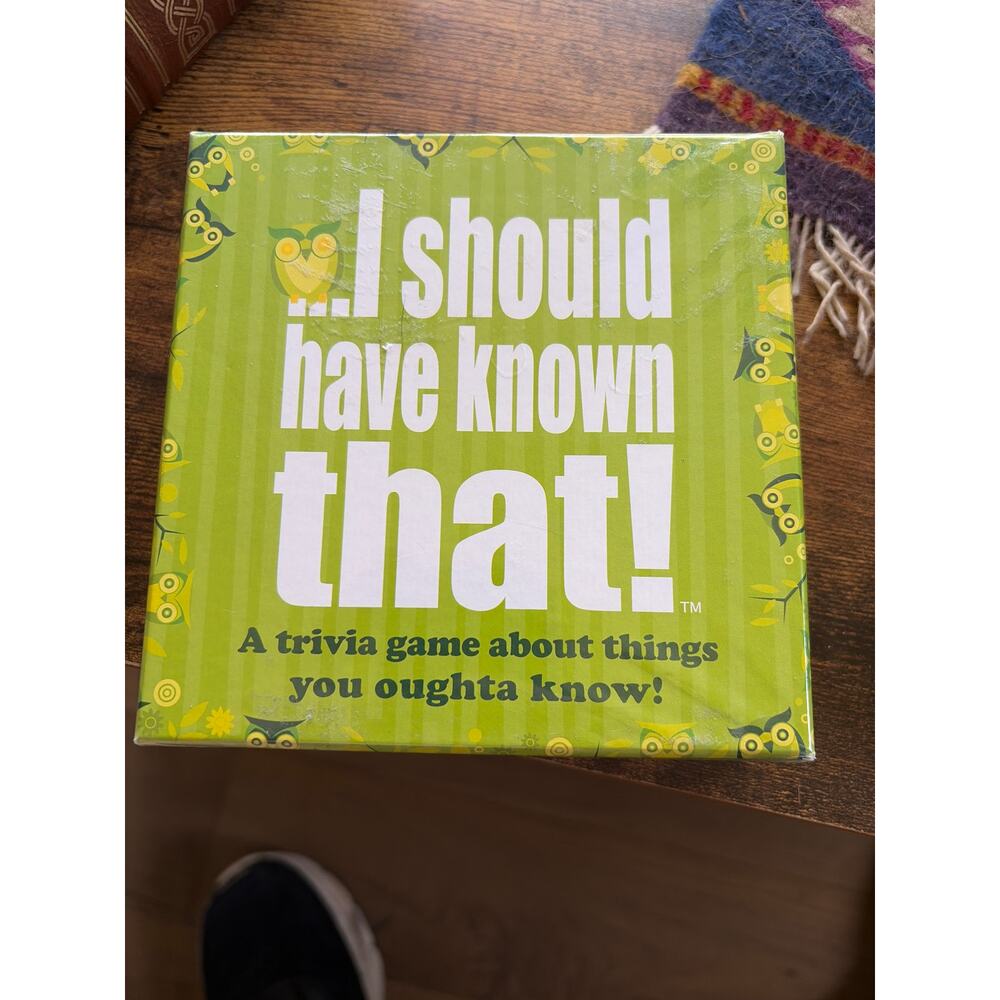 ...I should
have known
that!
TM
A trivia game about things
you oughta know!